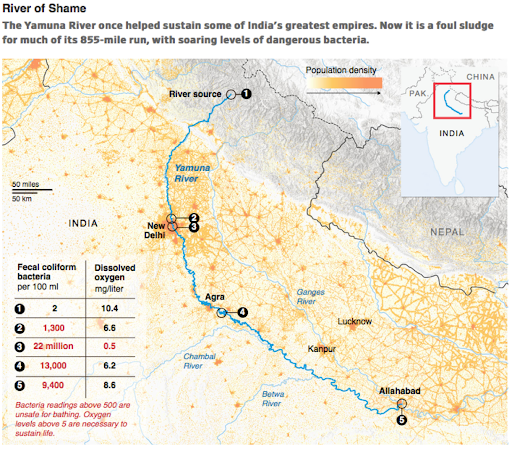 River of Shame
The Yamuna River once helped sustain some of India's greatest empires. Now it is a foul sludge
for much of its 855-mile run, with soaring levels of dangerous bacteria.
Population density
CHINA
PAK
INDIA
River source 1
Yamuna
River
50 miles
50 km
INDIA
New
Delhi
2
3
NEPAL
Fecal coliform
bacteria
per 100 ml
Dissolved
oxygen
mg/liter
1 2 10.4
2 1,300 6.6
3 22 million 0.5
4 13,000 6.2
5 9,400 8.6
Bacteria readings above 500 are
unsafe for bathing. Oxygen
levels above 5 are necessary to
sustain life.
Agra
4
Ganges
River
Lucknow
Kanpur
Chambal
River
Betwa
River
Allahabad
5